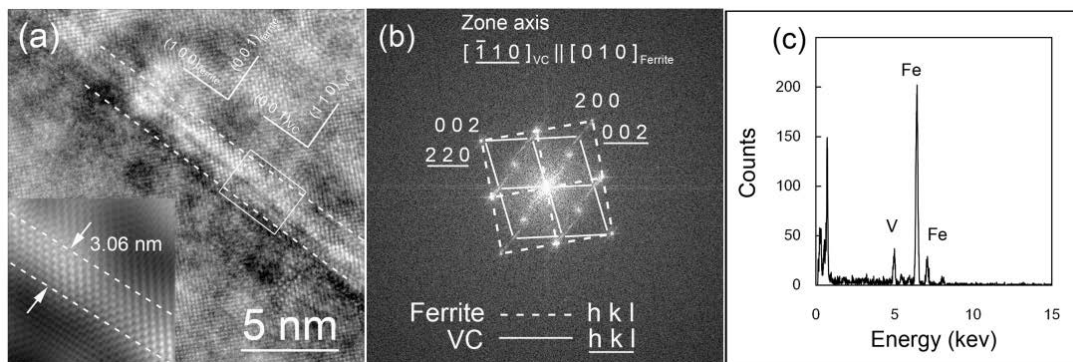 (a)
(1 0 0)Ferrite
(0 0 1)Ferrite
(0 0 1)VC
(1 1 0)VC
3.06 nm
5 nm
(b)
Zone axis
[ 1̅ 1 0 ]VC || [ 0 1 0 ]Ferrite
2 0 0
0 0 2
0 0 2
2 2 0
Ferrite h k l
VC h k l
(c)
Counts
200
150
100
50
0
Fe
V
Fe
0
5
10
15
Energy (kev)